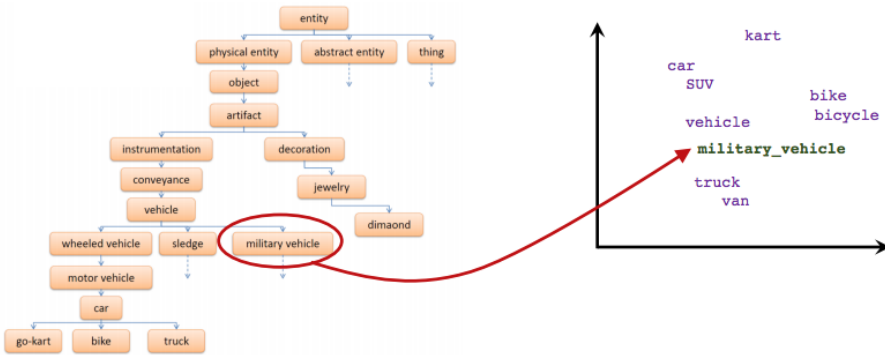 entity
physical entity
abstract entity
thing
object
artifact
instrumentation
decoration
conveyance
jewelry
vehicle
dimaond
wheeled vehicle
sledge
military vehicle
motor vehicle
car
go-kart
bike
truck
kart
car
SUV
bike
bicycle
vehicle
military_vehicle
truck
van